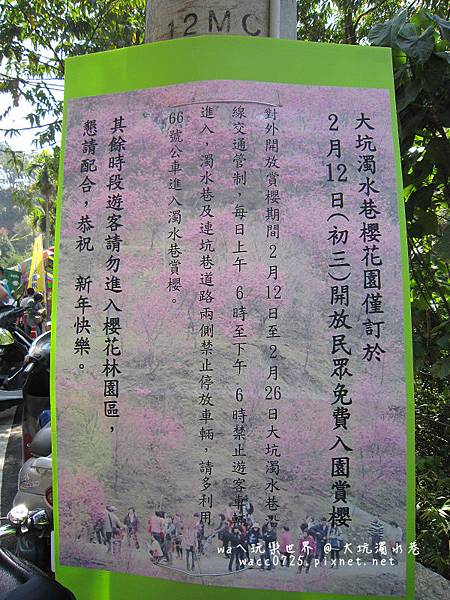 12MC
大坑濁水巷櫻花園僅訂於
2月12日(初三)開放民眾免費入園賞櫻
對外開放賞櫻期間 2月12日至2月26日大坑濁水巷沿
線交通管制,每日上午 6時至下午 6時禁止遊客車輛
進入,濁水巷及連坑巷道路兩側禁止停放車輛,請多利用
66號公車進入濁水巷賞櫻。
其餘時段遊客請勿進入櫻花林園區,
懇請配合,恭祝 新年快樂。
waㄟ玩樂世界@大坑濁水巷
wacc0725.pixnet.net